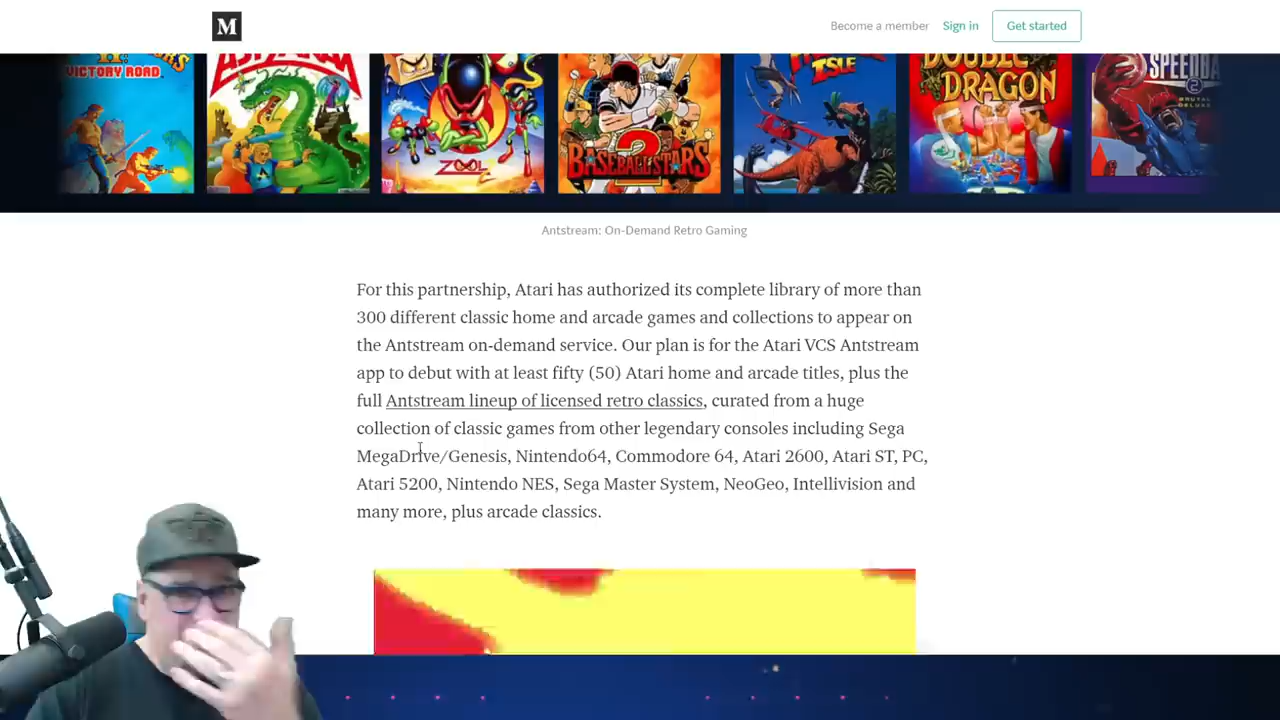 M
Become a member
Sign in
Get started
VICTORY ROAD
ZOOL
BASEBALL STARS
2
ISLE
DOUBLE
DRAGON
SPEEDBA
2
BRUTAL
DELUXE
Antstream: On-Demand Retro Gaming
For this partnership, Atari has authorized its complete library of more than
300 different classic home and arcade games and collections to appear on
the Antstream on-demand service. Our plan is for the Atari VCS Antstream
app to debut with at least fifty (50) Atari home and arcade titles, plus the
full Antstream lineup of licensed retro classics, curated from a huge
collection of classic games from other legendary consoles including Sega
MegaDrive/Genesis, Nintendo64, Commodore 64, Atari 2600, Atari ST, PC,
Atari 5200, Nintendo NES, Sega Master System, NeoGeo, Intellivision and
many more, plus arcade classics.